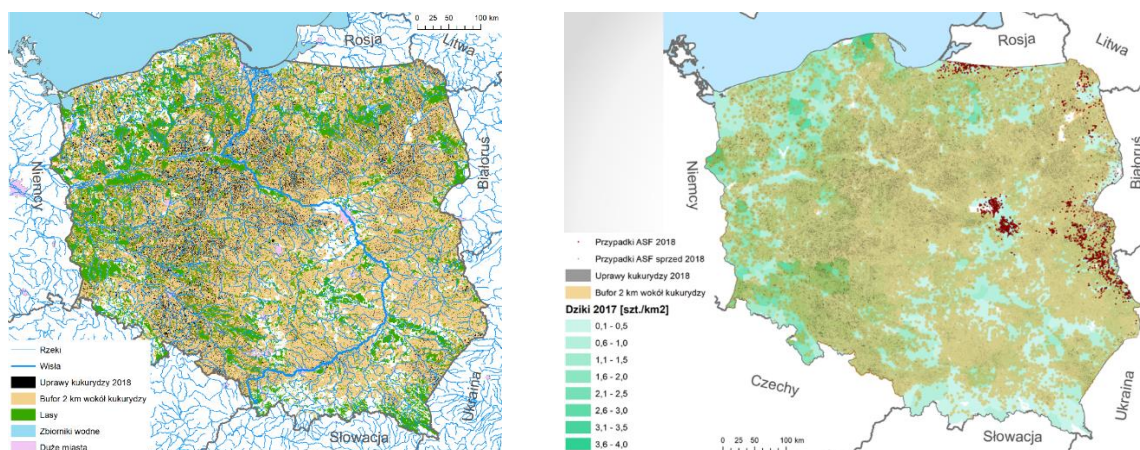 0 25 50 100 km
Rosja
Litwa
Białoruś
Niemcy
Ukraina
Słowacja
Rzeki
Wisła
Uprawy kukurydzy 2018
Bufor 2 km wokół kukurydzy
Lasy
Zbiorniki wodne
Duże miasta
Rosja
Litwa
Białoruś
Niemcy
Przypadki ASF 2018
Przypadki ASF sprzed 2018
Uprawy kukurydzy 2018
Bufor 2 km wokół kukurydzy
Dziki 2017 [szt./km2]
0,1 - 0,5
0,6 - 1,0
1,1 - 1,5
1,6 - 2,0
2,1 - 2,5
2,6 - 3,0
3,1 - 3,5
3,6 - 4,0
Czechy
Ukraina
Słowacja
0 25 50 100 km